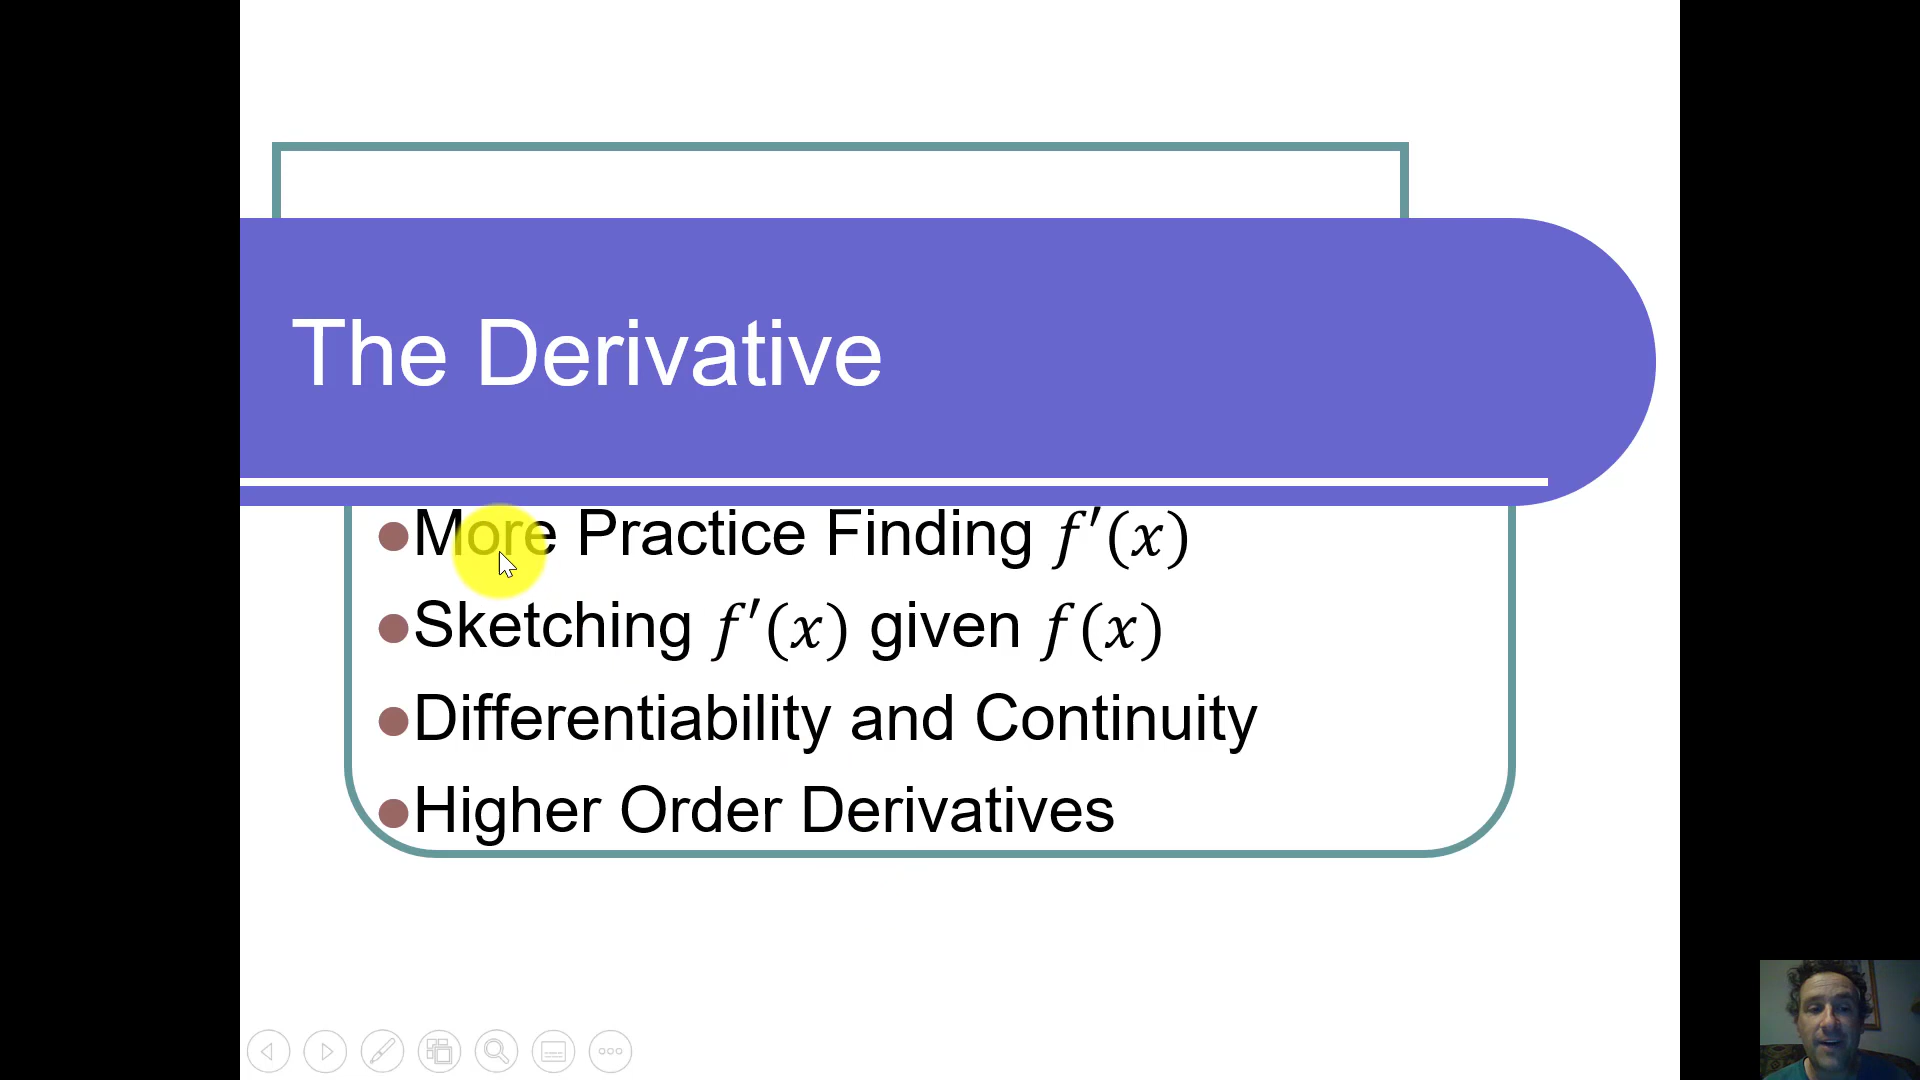 The Derivative
●More Practice Finding 𝑓′(𝑥)
●Sketching 𝑓′(𝑥) given 𝑓(𝑥)
●Differentiability and Continuity
●Higher Order Derivatives